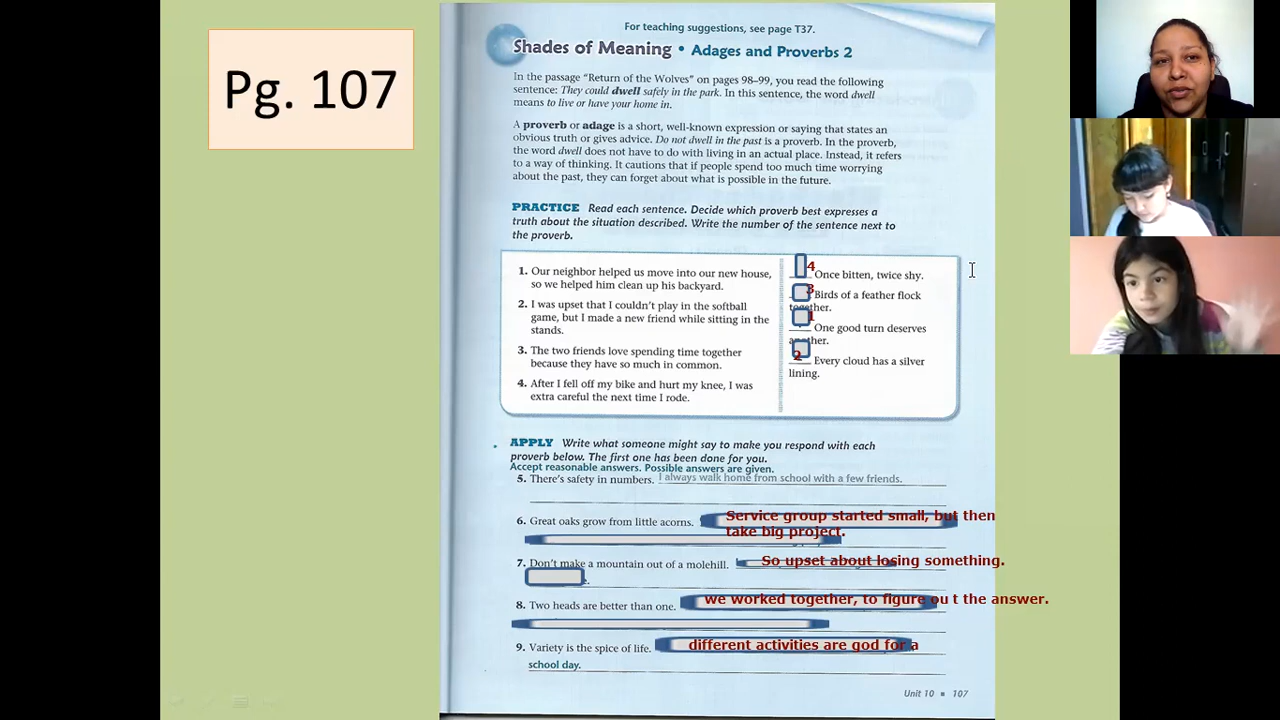 Pg. 107
For teaching suggestions, see page T37.
Shades of Meaning • Adages and Proverbs 2
In the passage “Return of the Wolves” on pages 98–99, you read the following
sentence: They could dwell safely in the park. In this sentence, the word dwell
means to live or have your home in.
A proverb or adage is a short, well-known expression or saying that states an
obvious truth or gives advice. Do not dwell in the past is a proverb. In the proverb,
the word dwell does not have to do with living in an actual place. Instead, it refers
to a way of thinking. It cautions that if people spend too much time worrying
about the past, they can forget about what is possible in the future.
PRACTICE Read each sentence. Decide which proverb best expresses a
truth about the situation described. Write the number of the sentence next to
the proverb.
1. Our neighbor helped us move into our new house,
so we helped him clean up his backyard.
2. I was upset that I couldn’t play in the softball
game, but I made a new friend while sitting in the
stands.
3. The two friends love spending time together
because they have so much in common.
4. After I fell off my bike and hurt my knee, I was
extra careful the next time I rode.
4 Once bitten, twice shy.
3 Birds of a feather flock
together.
1 One good turn deserves
another.
2 Every cloud has a silver
lining.
APPLY Write what someone might say to make you respond with each
proverb below. The first one has been done for you.
Accept reasonable answers. Possible answers are given.
5. There’s safety in numbers. I always walk home from school with a few friends.
6. Great oaks grow from little acorns. Service group started small, but then
take big project.
7. Don’t make a mountain out of a molehill. So upset about losing something.
8. Two heads are better than one. we worked together, to figure ou t the answer.
9. Variety is the spice of life. different activities are god for a
school day.
Unit 10 ▪ 107